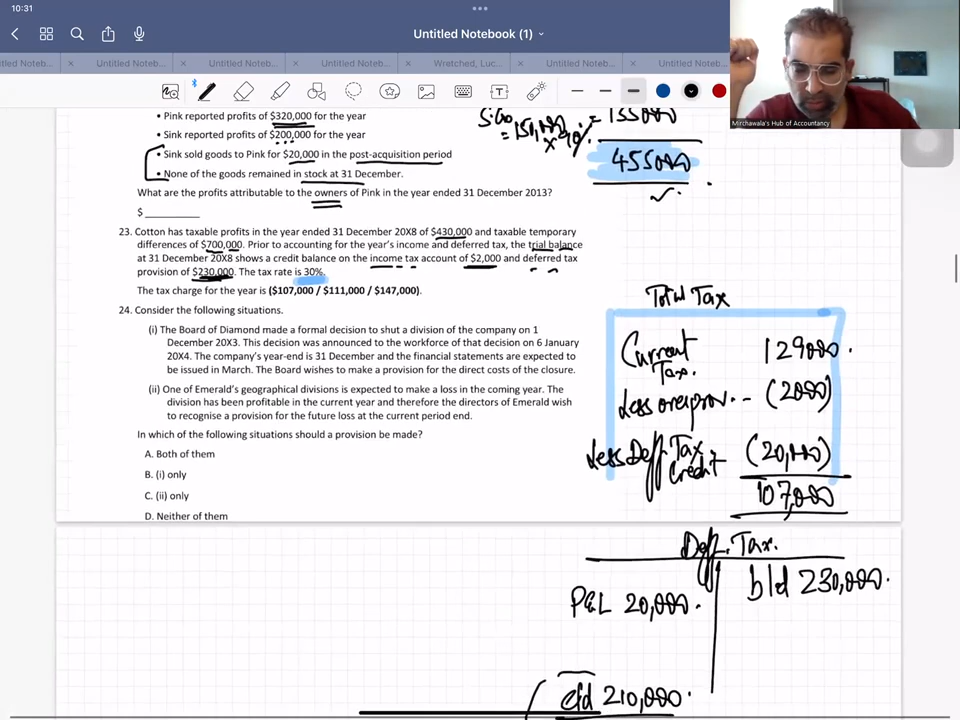 10:31
Untitled Notebook (1)
tled Noteb...
Untitled Noteb...
Untitled Noteb...
Untitled Noteb...
Wretched, Luc...
Untitled Noteb...
Untitled Noteb...
Mirchawala's Hub of Accountancy
• Pink reported profits of $320,000 for the year
• Sink reported profits of $200,000 for the year
• Sink sold goods to Pink for $20,000 in the post-acquisition period
• None of the goods remained in stock at 31 December.
What are the profits attributable to the owners of Pink in the year ended 31 December 2013?
$
= 150,000 = 155000
455000
23. Cotton has taxable profits in the year ended 31 December 20X8 of $430,000 and taxable temporary
differences of $700,000. Prior to accounting for the year's income and deferred tax, the trial balance
at 31 December 20X8 shows a credit balance on the income tax account of $2,000 and deferred tax
provision of $230,000. The tax rate is 30%.
The tax charge for the year is ($107,000 / $111,000 / $147,000).
24. Consider the following situations.
(i) The Board of Diamond made a formal decision to shut a division of the company on 1
December 20X3. This decision was announced to the workforce of that decision on 6 January
20X4. The company's year-end is 31 December and the financial statements are expected to
be issued in March. The Board wishes to make a provision for the direct costs of the closure.
(ii) One of Emerald's geographical divisions is expected to make a loss in the coming year. The
division has been profitable in the current year and therefore the directors of Emerald wish
to recognise a provision for the future loss at the current period end.
In which of the following situations should a provision be made?
A. Both of them
B. (i) only
C. (ii) only
D. Neither of them
Total Tax
Current Tax. 129000.
Less overprov. - (2000)
Less Deff. Tax Credit (20,000)
107,000
Deff. Tax.
P&L 20,000.
b/d 230,000.
c/d 210,000.